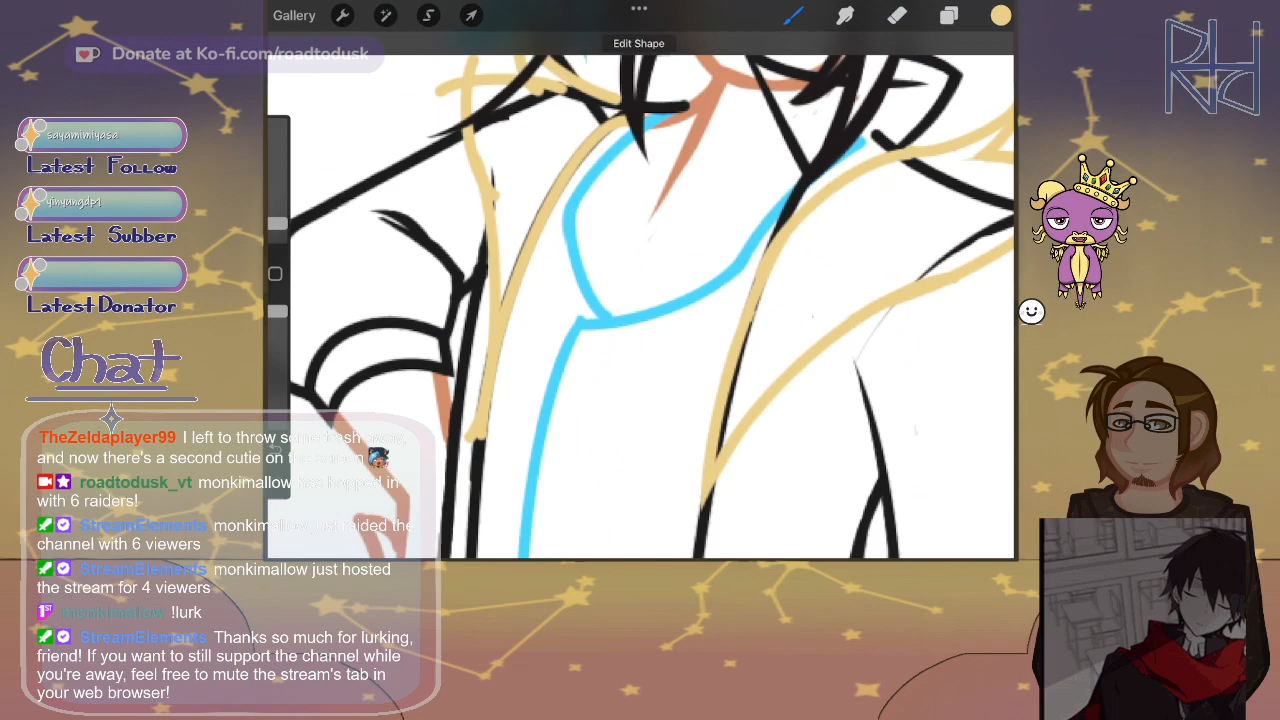 Gallery
Edit Shape
Donate at Ko-fi.com/roadtodusk
sayamimiyasa
Latest Follow
yinyangdp1
Latest Subber
Latest Donator
Chat
TheZeldaplayer99 I left to throw some trash away,
and now there's a second cutie on the screen
roadtodusk_vt monkimallow has hopped in
with 6 raiders!
StreamElements monkimallow just raided the
channel with 6 viewers
StreamElements monkimallow just hosted
the stream for 4 viewers
monkimallow !lurk
StreamElements Thanks so much for lurking,
friend! If you want to still support the channel while
you're away, feel free to mute the stream's tab in
your web browser!